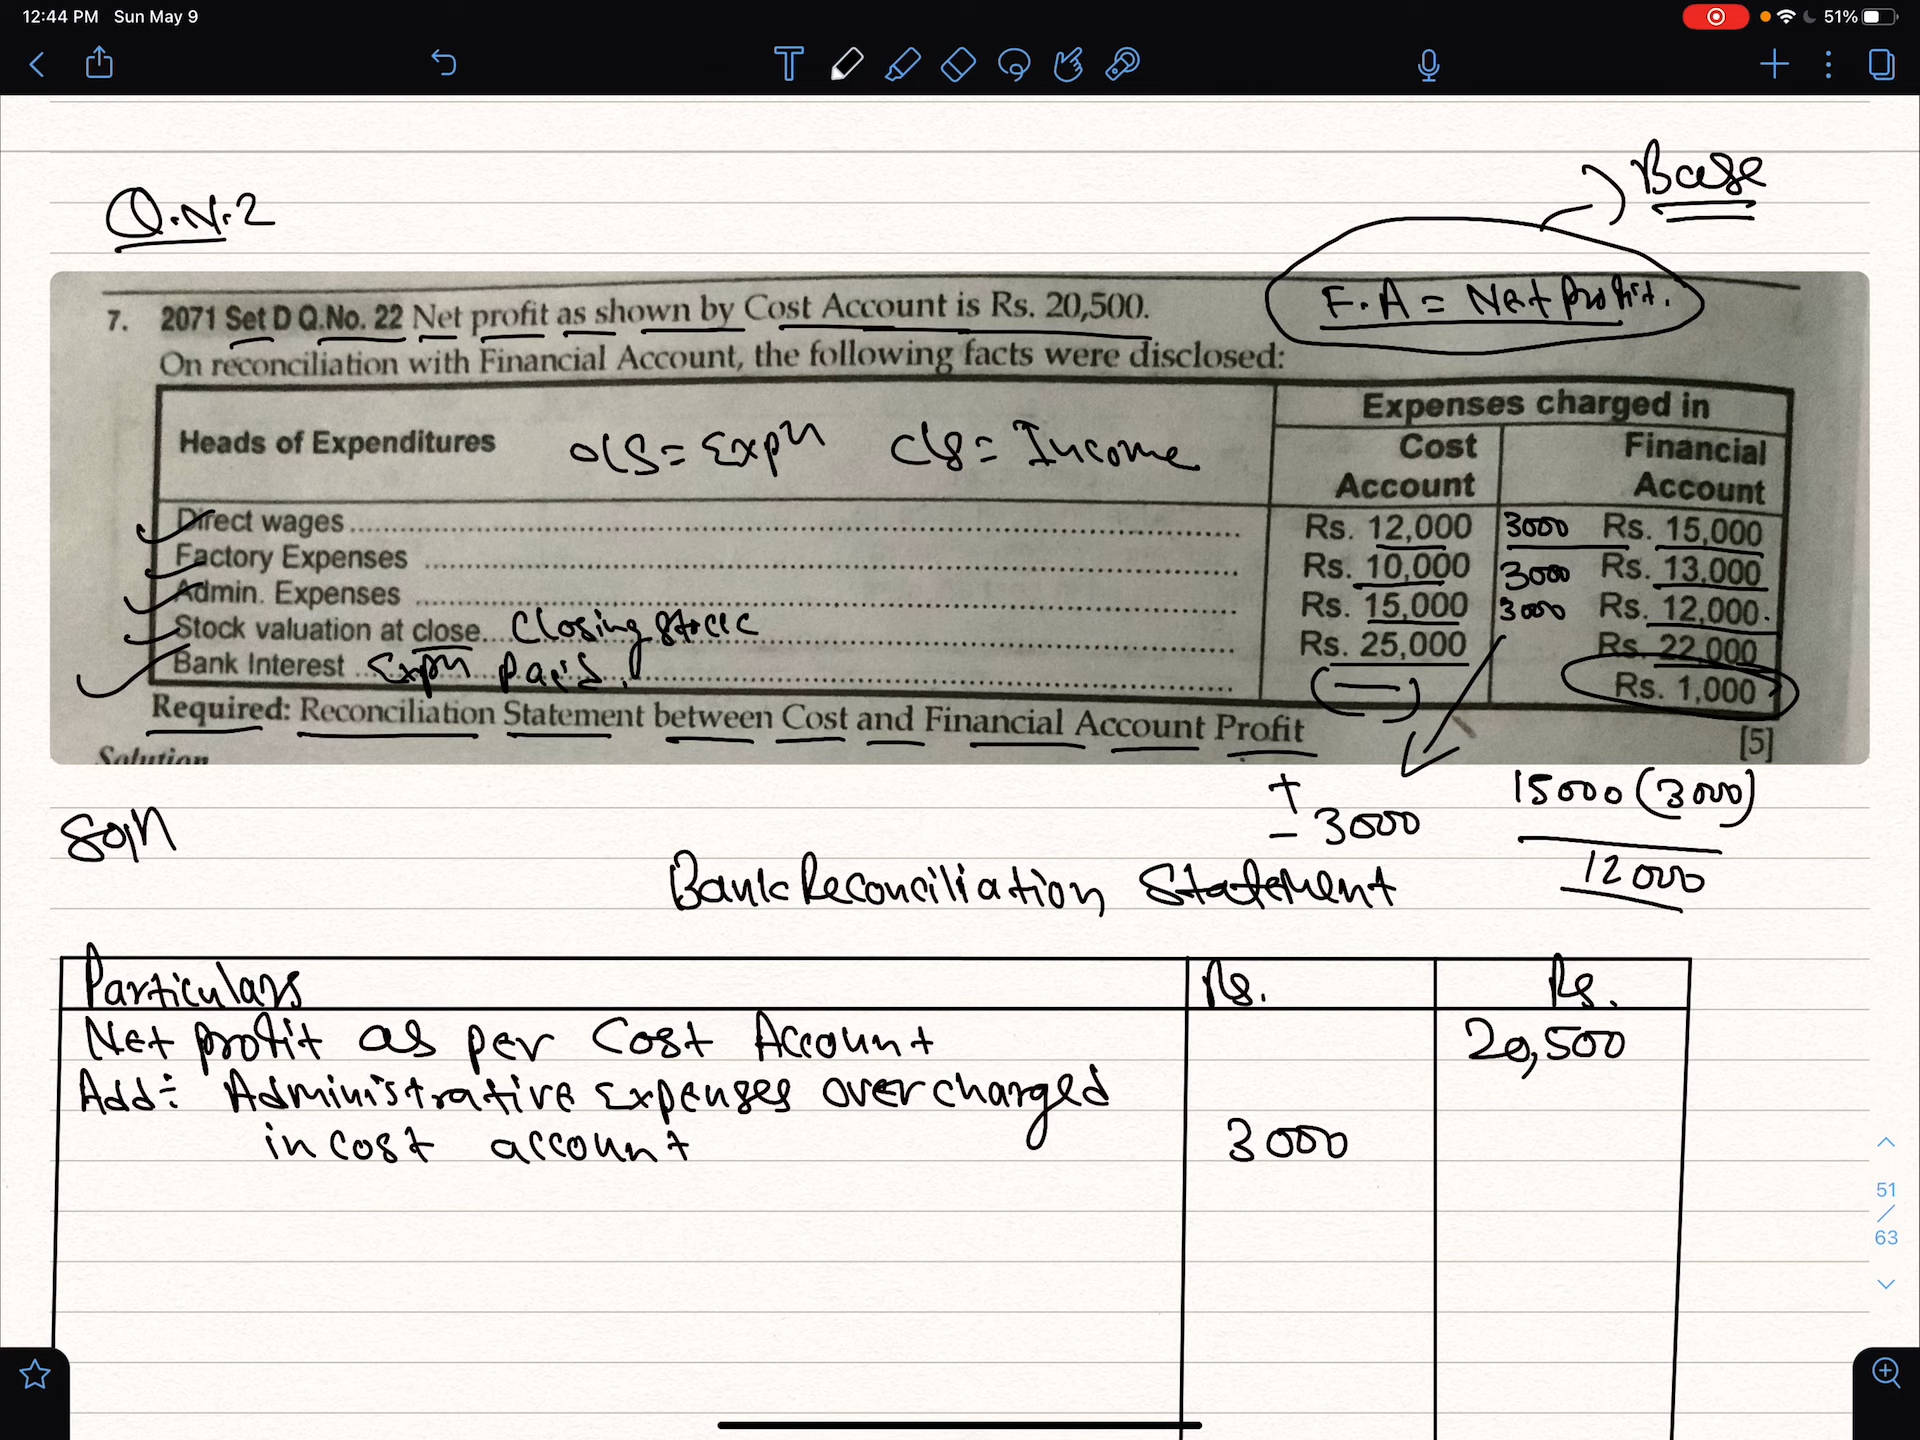 12:44 PM Sun May 9
51%
Base
Q.N.2
F.A = Net profit.
7. 2071 Set D Q.No. 22 Net profit as shown by Cost Account is Rs. 20,500.
On reconciliation with Financial Account, the following facts were disclosed:
Expenses charged in
Heads of Expenditures o/s = Expn c/s = Income Cost Account Financial Account
Direct wages Rs. 12,000 3000 Rs. 15,000
Factory Expenses Rs. 10,000 3000 Rs. 13,000
Admin. Expenses Rs. 15,000 3000 Rs. 12,000
Stock valuation at close... Closing stock Rs. 25,000 Rs. 22,000
Bank Interest Expn paid. (—) Rs. 1,000
Required: Reconciliation Statement between Cost and Financial Account Profit [5]
Solution
Soln
+ - 3000
15000 (3000)
12000
Bank Reconciliation Statement
Particulars Rs. Rs.
Net profit as per Cost Account 20,500
Add: Administrative Expenses overcharged
in cost account 3000
51
/
63